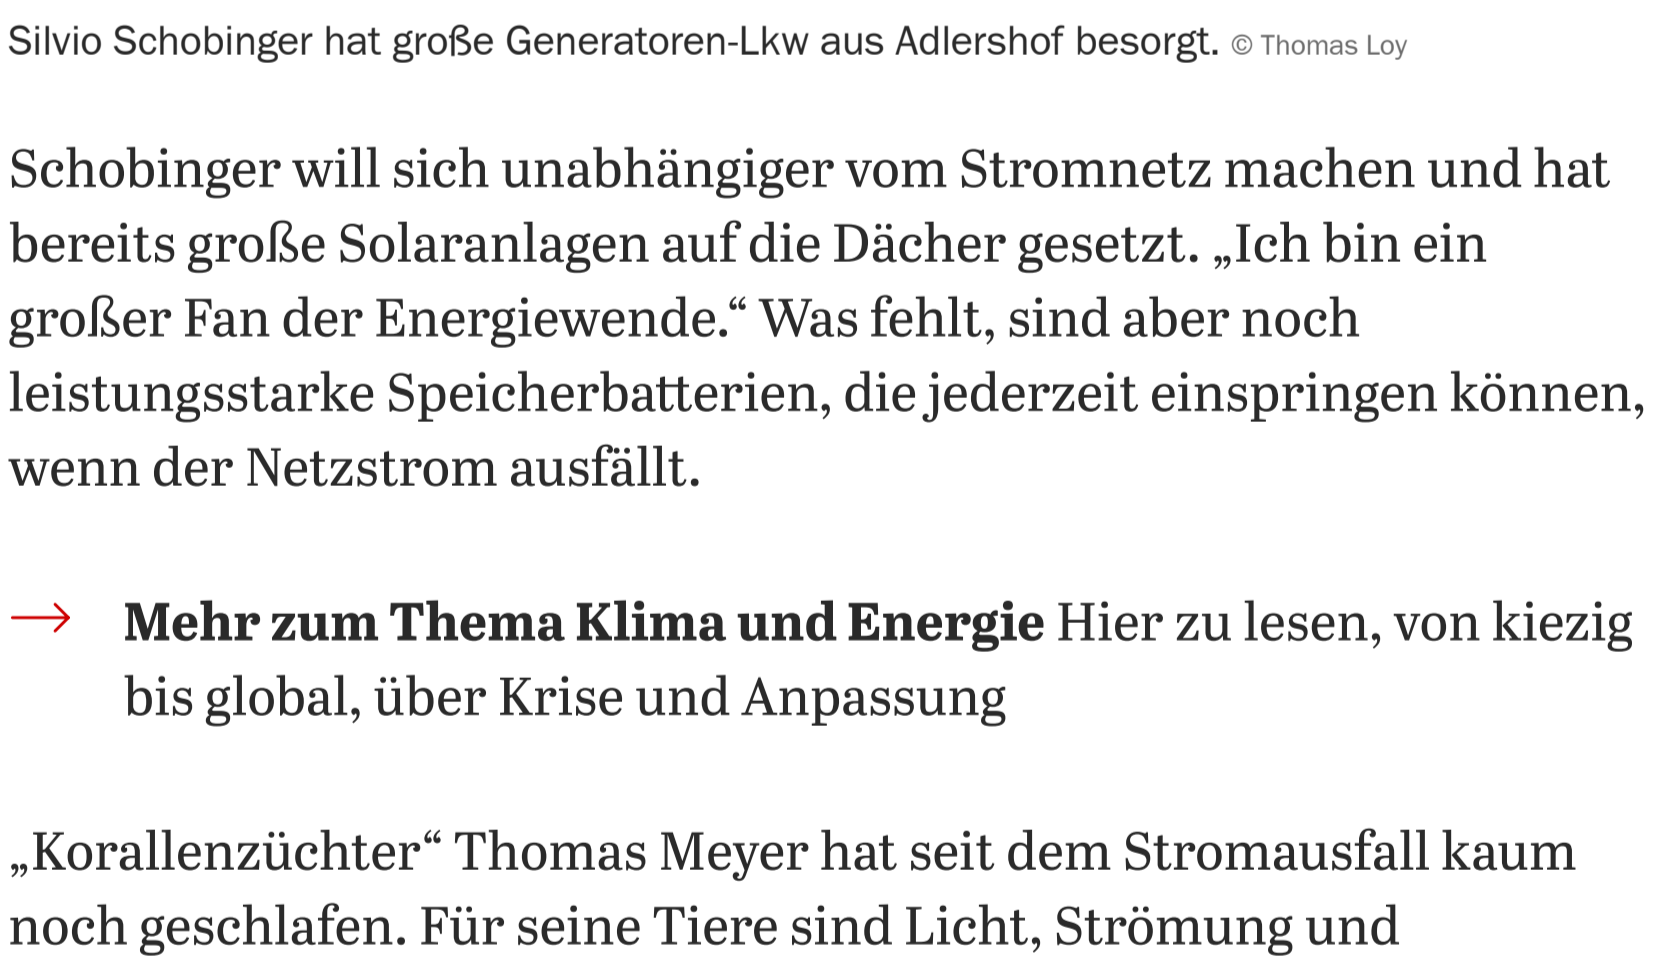 Silvio Schobinger hat große Generatoren-Lkw aus Adlershof besorgt. © Thomas Loy
Schobinger will sich unabhängiger vom Stromnetz machen und hat
bereits große Solaranlagen auf die Dächer gesetzt. „Ich bin ein
großer Fan der Energiewende.“ Was fehlt, sind aber noch
leistungsstarke Speicherbatterien, die jederzeit einspringen können,
wenn der Netzstrom ausfällt.
→ Mehr zum Thema Klima und Energie Hier zu lesen, von kiezig
bis global, über Krise und Anpassung
„Korallenzüchter“ Thomas Meyer hat seit dem Stromausfall kaum
noch geschlafen. Für seine Tiere sind Licht, Strömung und